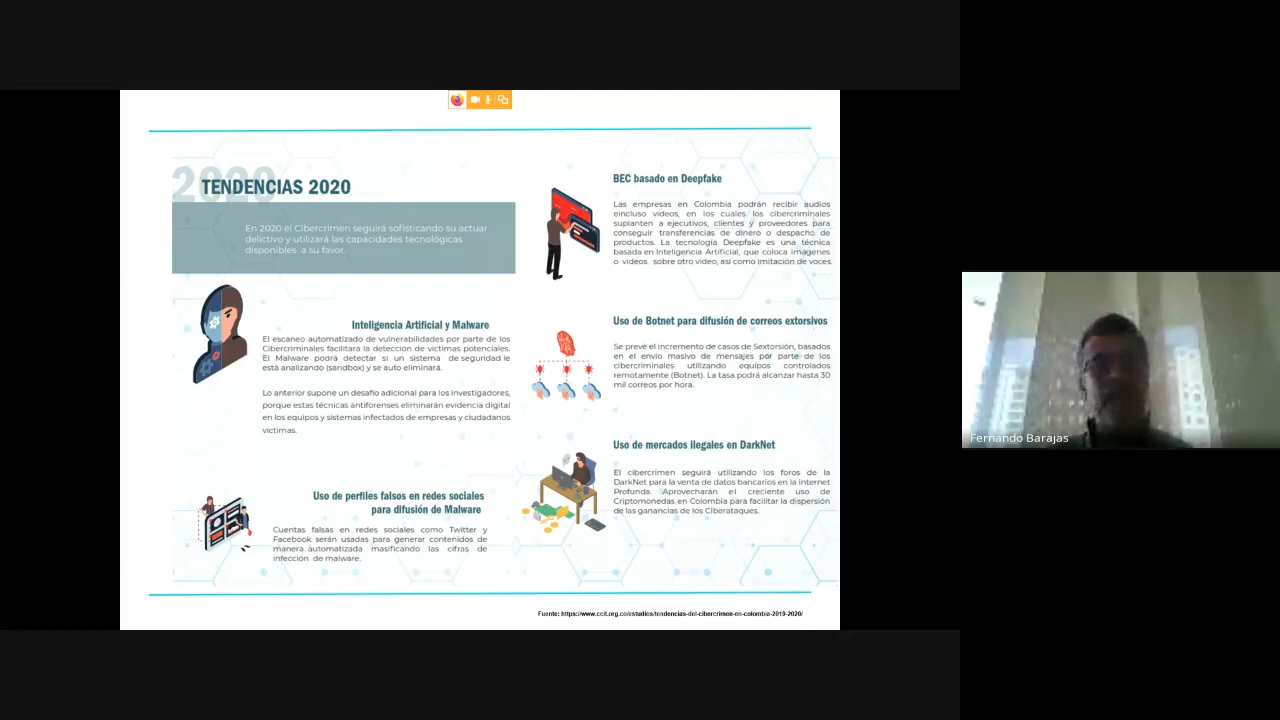 2020
TENDENCIAS 2020
En 2020 el Cibercrimen seguirá sofisticando su actuar
delictivo y utilizará las capacidades tecnológicas
disponibles a su favor.
Inteligencia Artificial y Malware
El escaneo automatizado de vulnerabilidades por parte de los
Cibercriminales facilitará la detección de víctimas potenciales.
El Malware podrá detectar si un sistema de seguridad le
está analizando (sandbox) y se auto eliminará.
Lo anterior supone un desafío adicional para los investigadores,
porque estas técnicas antiforenses eliminarán evidencia digital
en los equipos y sistemas infectados de empresas y ciudadanos
víctimas.
Uso de perfiles falsos en redes sociales
para difusión de Malware
Cuentas falsas en redes sociales como Twitter y
Facebook serán usadas para generar contenidos de
manera automatizada masificando las cifras de
infección de malware.
BEC basado en Deepfake
Las empresas en Colombia podrán recibir audios
eincluso videos, en los cuales los cibercriminales
suplanten a ejecutivos, clientes y proveedores para
conseguir transferencias de dinero o despacho de
productos. La tecnología Deepfake es una técnica
basada en Inteligencia Artificial, que coloca imágenes
o videos sobre otro video, así como imitación de voces.
Uso de Botnet para difusión de correos extorsivos
Se prevé el incremento de casos de Sextorsión, basados
en el envío masivo de mensajes por parte de los
cibercriminales utilizando equipos controlados
remotamente (Botnet). La tasa podrá alcanzar hasta 30
mil correos por hora.
Uso de mercados ilegales en DarkNet
El cibercrimen seguirá utilizando los foros de la
DarkNet para la venta de datos bancarios en la internet
Profunda. Aprovecharán el creciente uso de
Criptomonedas en Colombia para facilitar la dispersión
de las ganancias de los Ciberataques.
Fuente: https://www.ccit.org.co/estudios/tendencias-del-cibercrimen-en-colombia-2019-2020/
Fernando Barajas